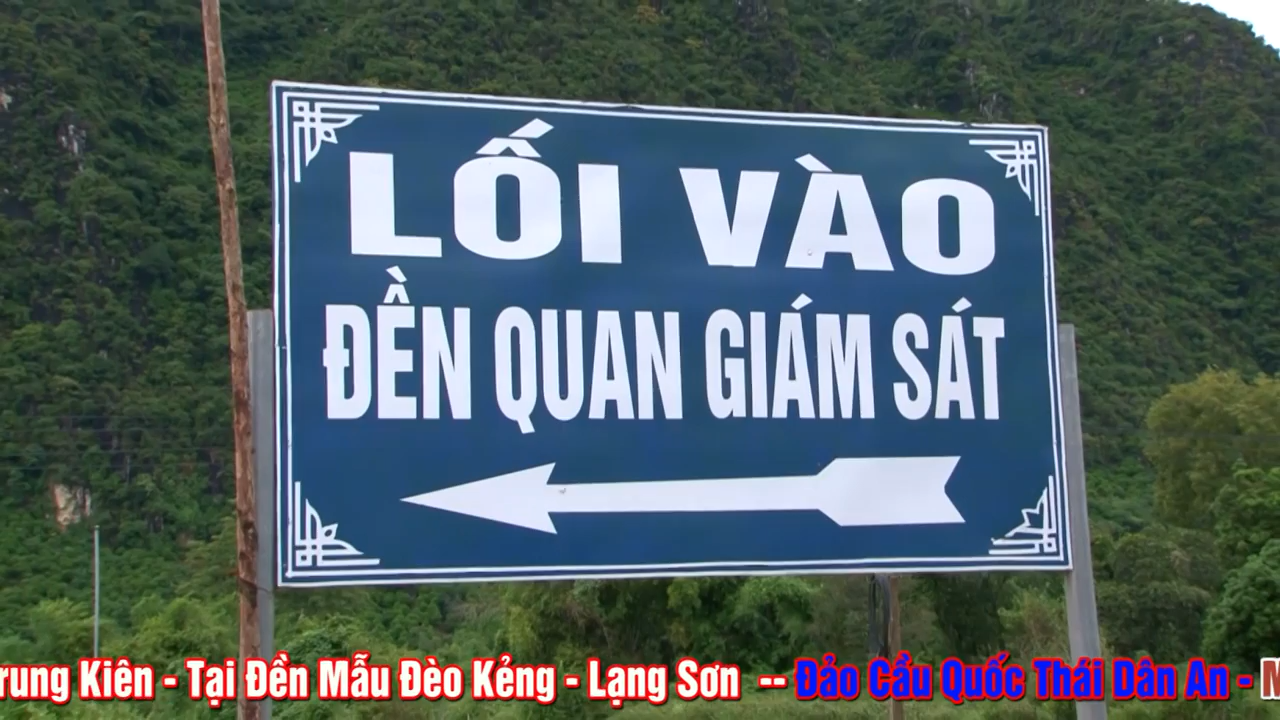 LỐI VÀO
ĐỀN QUAN GIÁM SÁT
Kiên - Tại Đền Mẫu Đèo Kẻng - Lạng Sơn -- Đảo Cầu Quốc Thái Dân An -